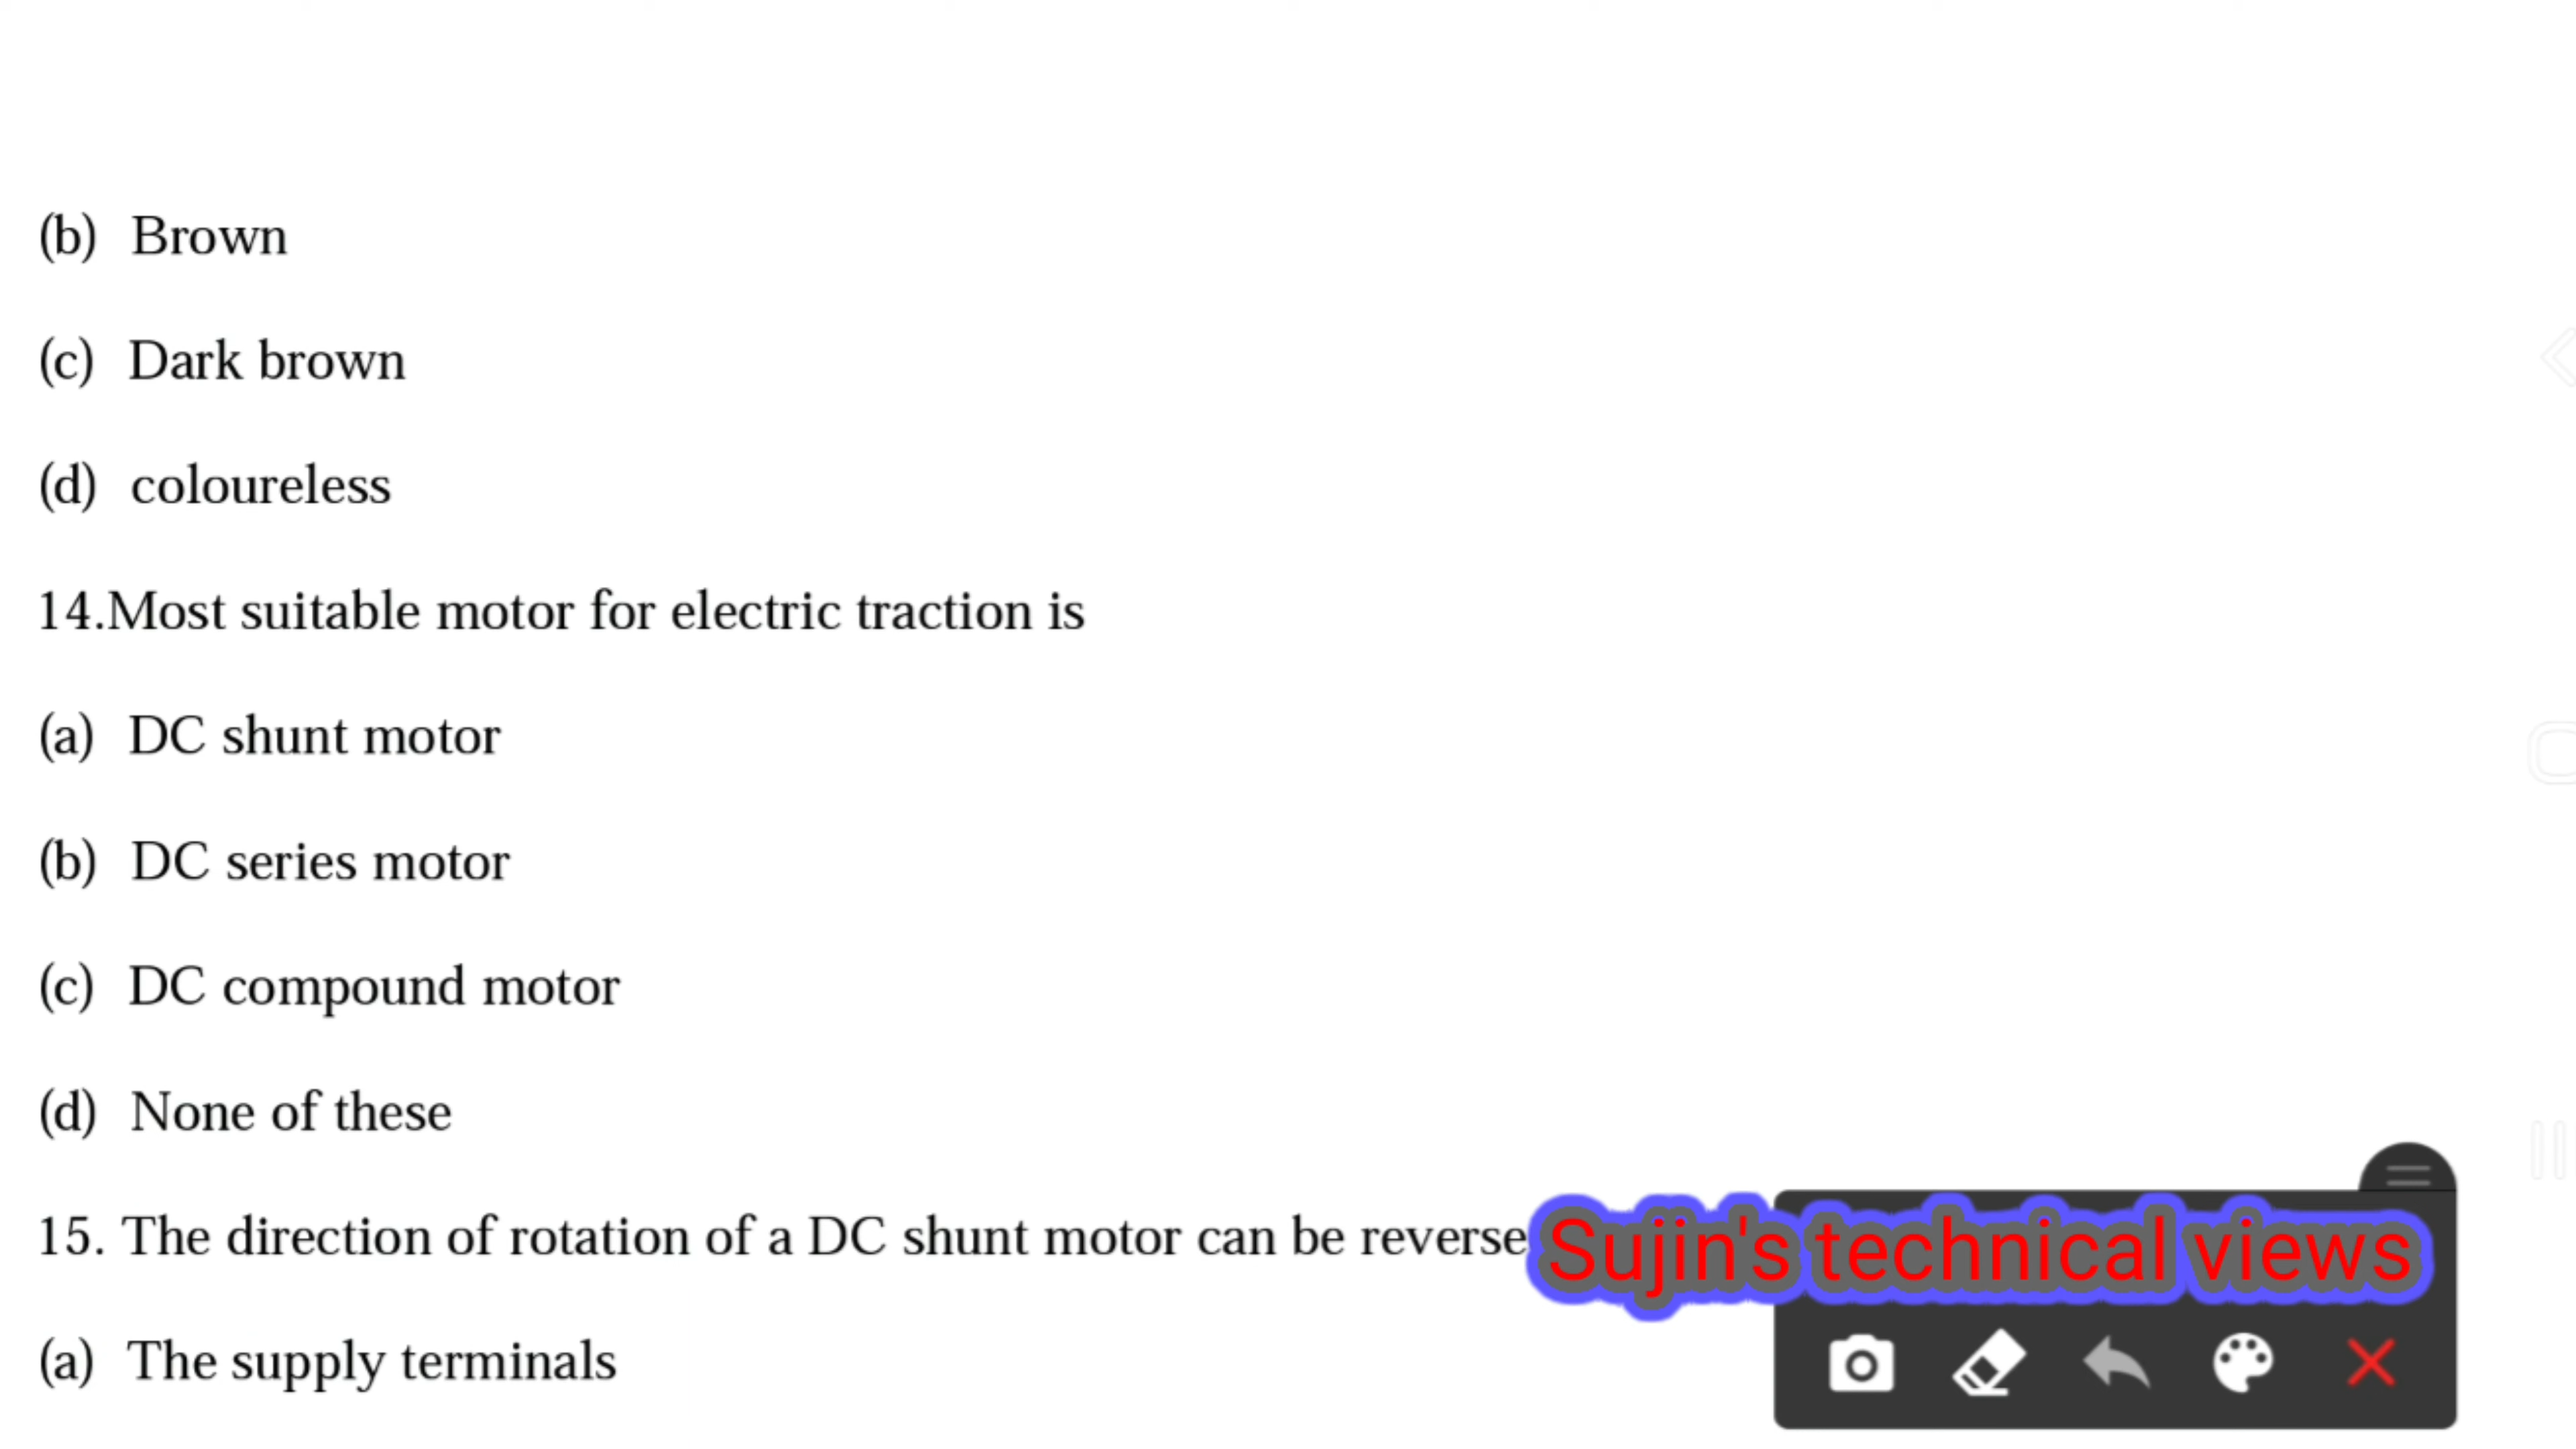 (b) Brown
(c) Dark brown
(d) coloureless
14.Most suitable motor for electric traction is
(a) DC shunt motor
(b) DC series motor
(c) DC compound motor
(d) None of these
15. The direction of rotation of a DC shunt motor can be reverse
Sujin's technical views
(a) The supply terminals